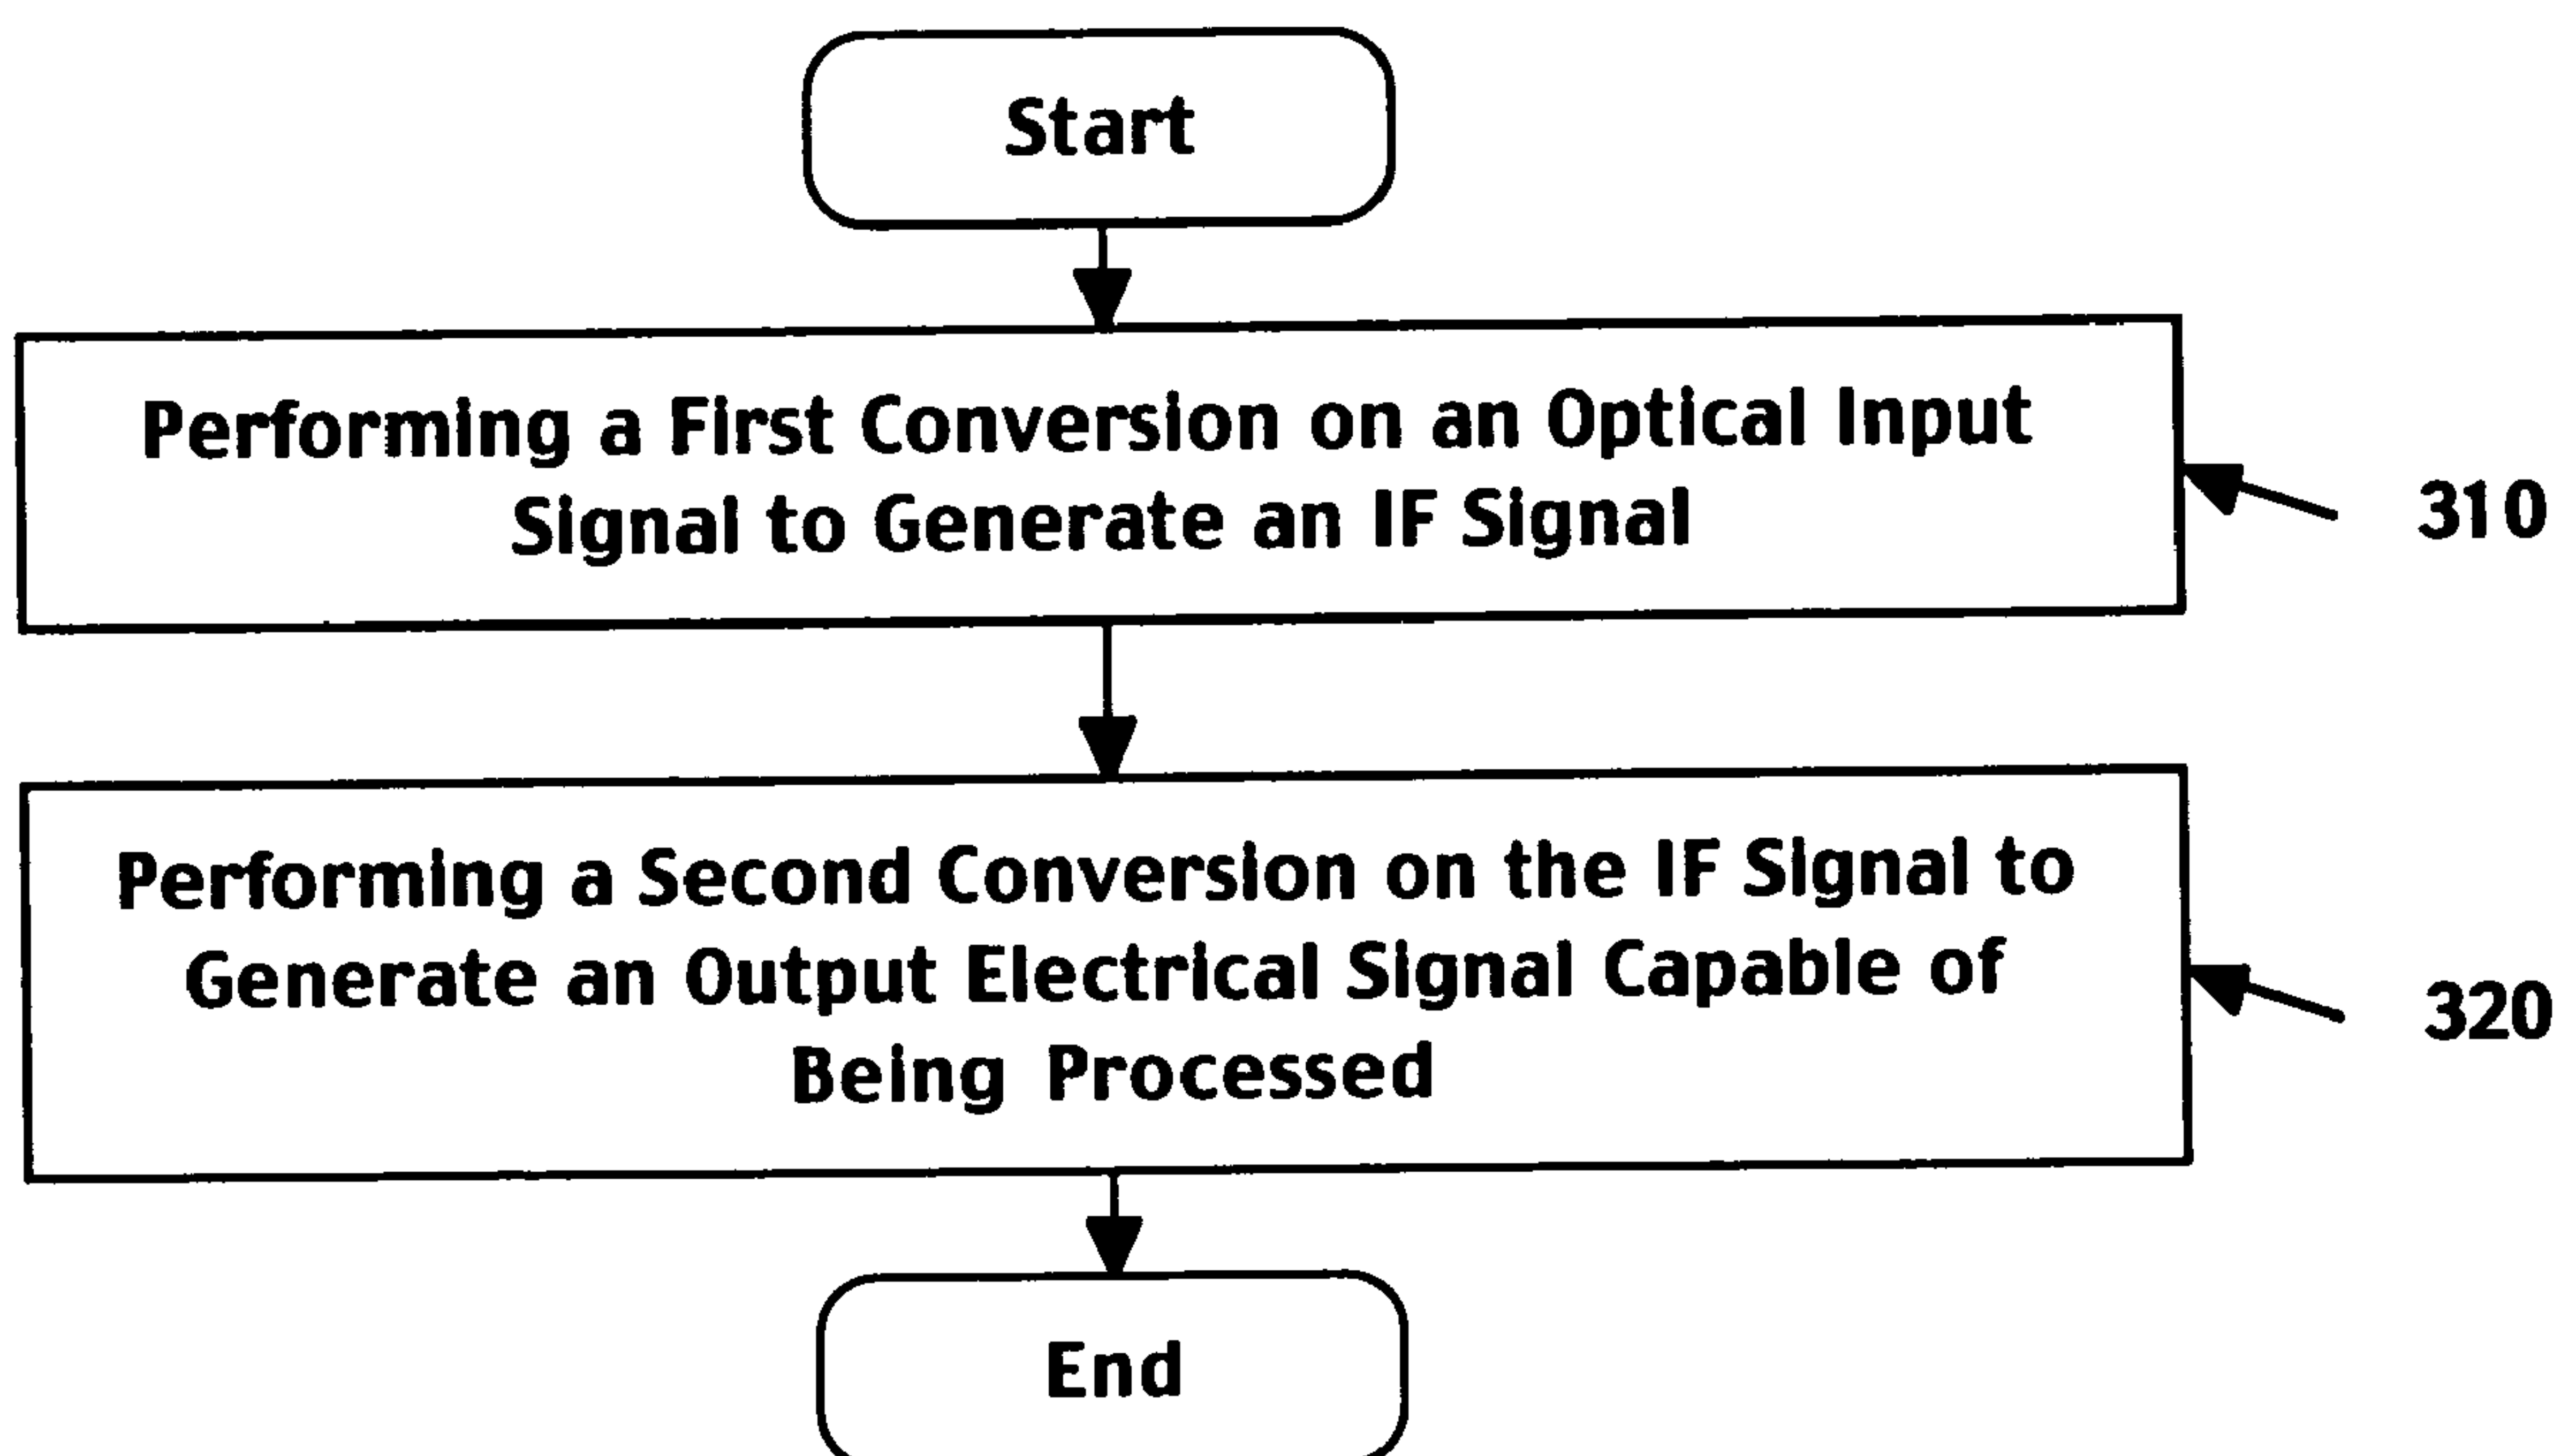 Start
Performing a First Conversion on an Optical Input
Signal to Generate an IF Signal
310
Performing a Second Conversion on the IF Signal to
Generate an Output Electrical Signal Capable of
Being Processed
320
End